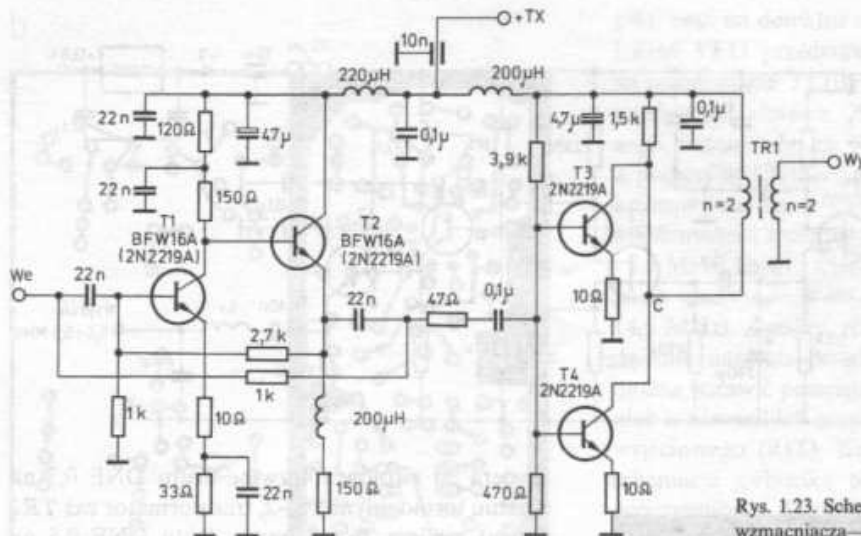 +TX
10n
220µH
200µH
22n
120Ω
47µ
0,1µ
4,7µ
1,5k
0,1µ
3,9k
TR1
Wy
22n
150Ω
T1
BFW16A
(2N2219A)
T2
BFW16A
(2N2219A)
T3
2N2219A
n=2
n=2
We
22n
22n
47Ω
0,1µ
10Ω
C
2,7k
1k
T4
2N2219A
1k
10Ω
200µH
33Ω
22n
150Ω
470Ω
10Ω
Rys. 1.23. Sche
wzmacniacza—